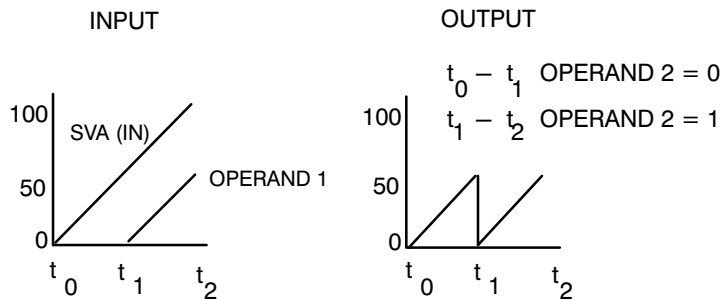 INPUT
100
SVA (IN)
50
OPERAND 1
0
t0
t1
t2
OUTPUT
t0 – t1 OPERAND 2 = 0
t1 – t2 OPERAND 2 = 1
100
50
0
t0
t1
t2